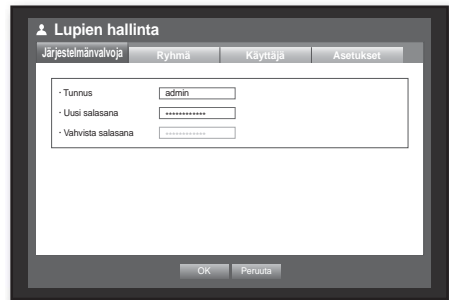 Lupien hallinta
Järjestelmänvalvoja Ryhmä Käyttäjä Asetukset
· Tunnus admin
· Uusi salasana ************
· Vahvista salasana ************
OK Peruuta